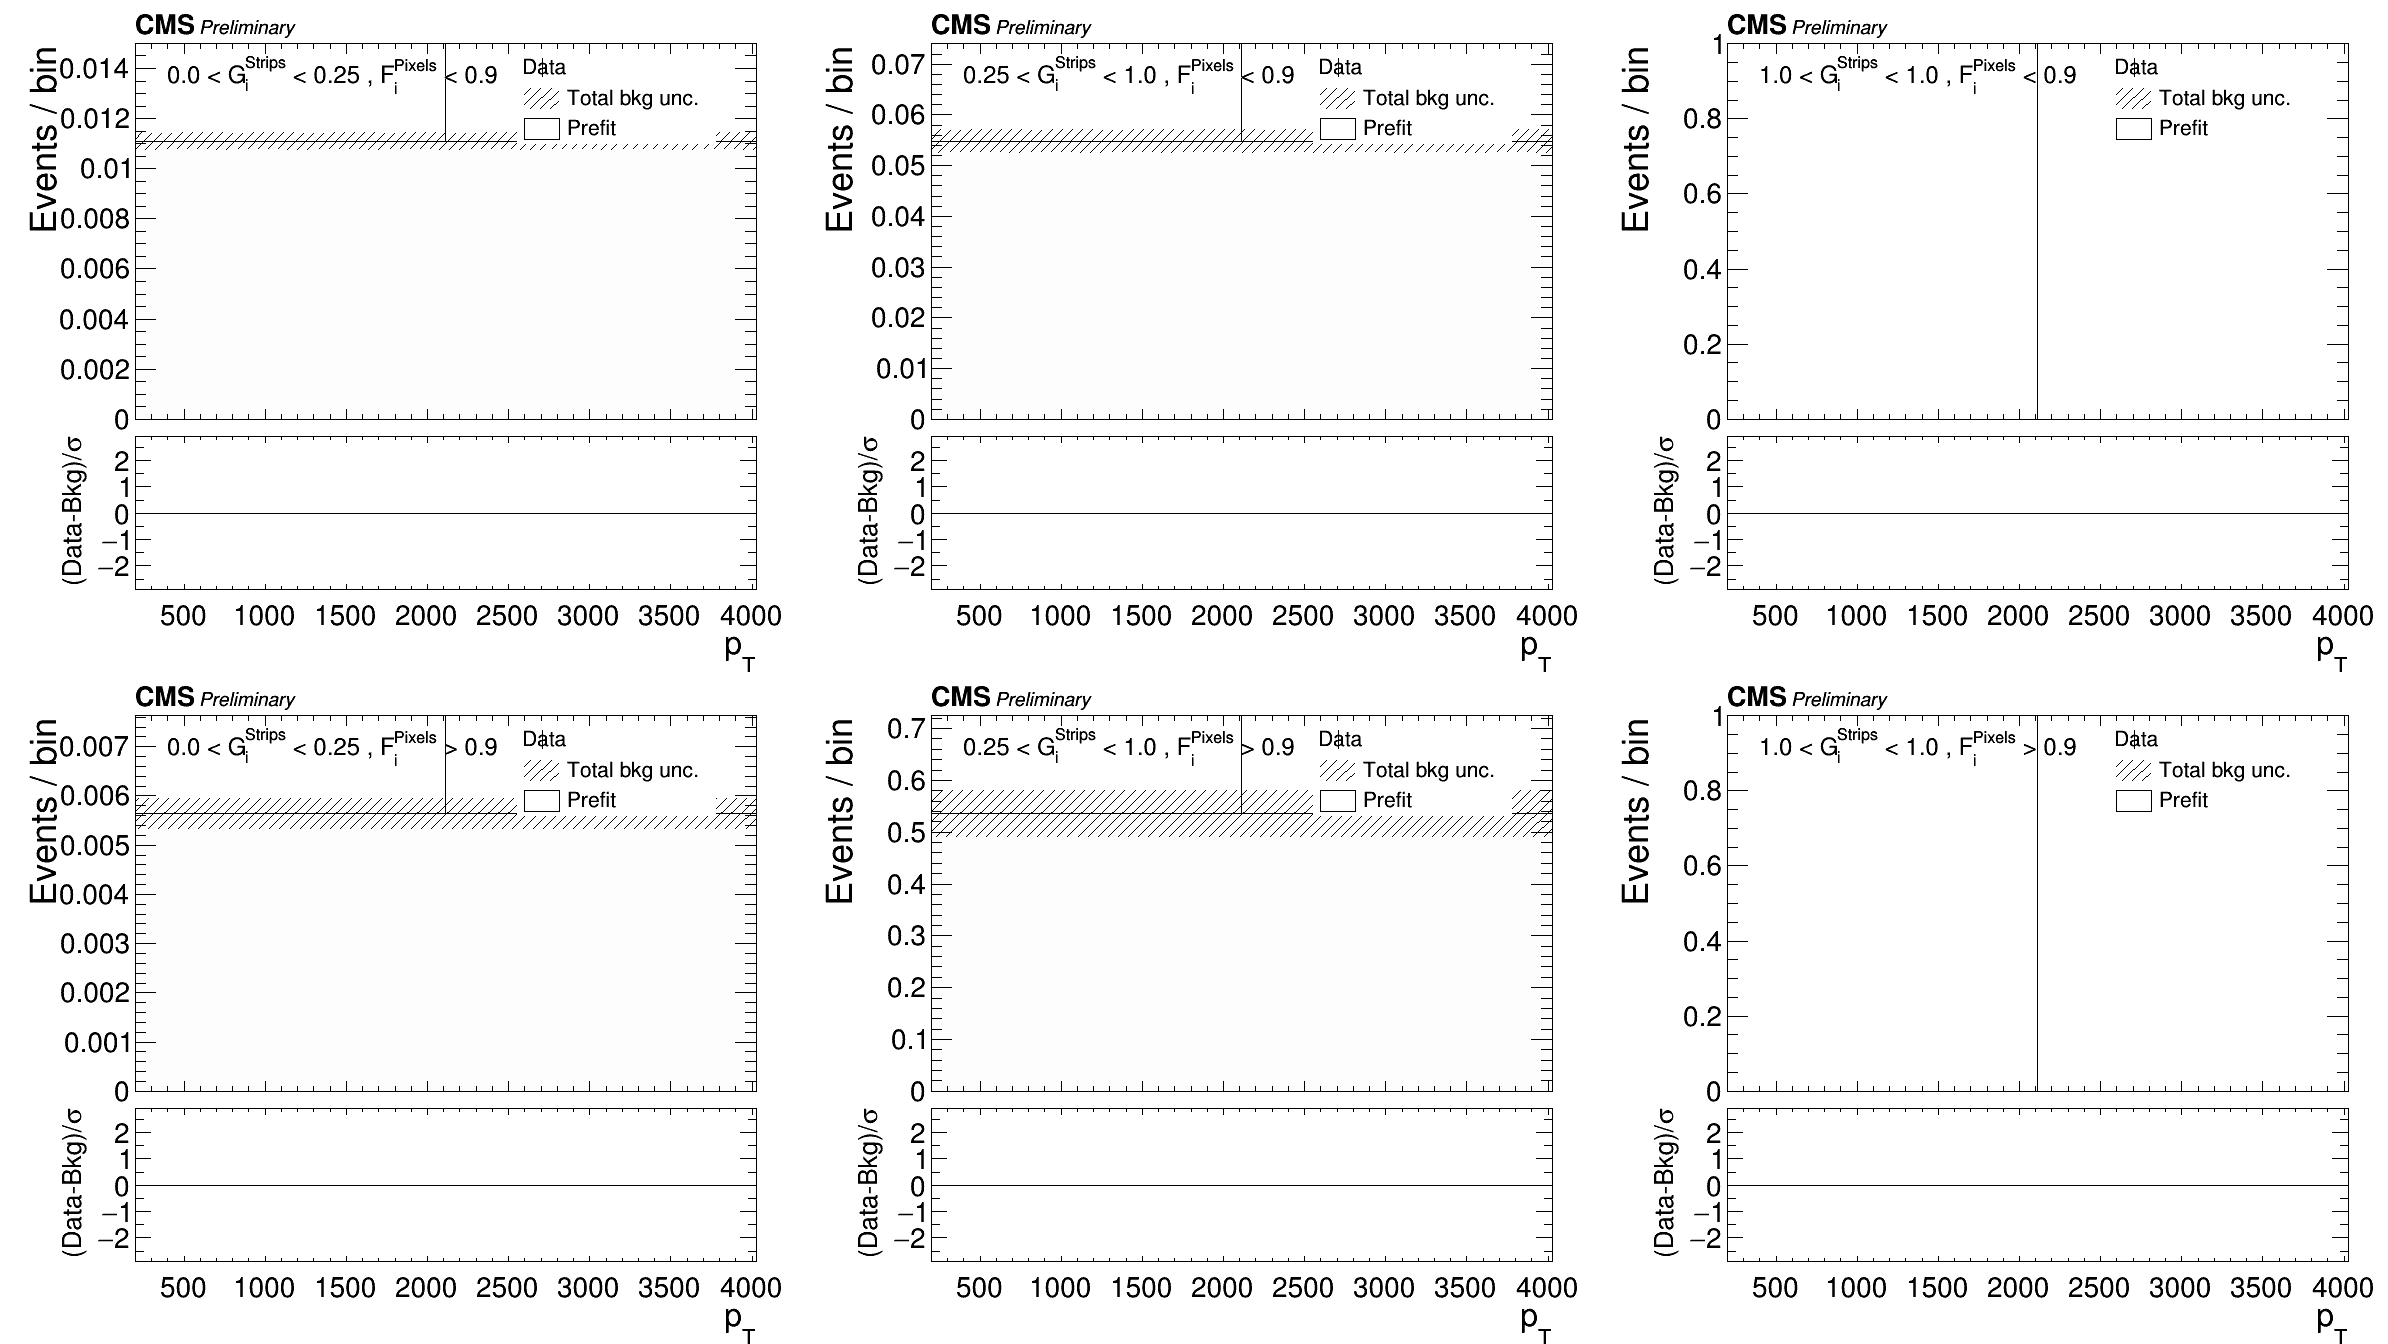 CMS Preliminary
Events / bin
0.014
0.012
0.01
0.008
0.006
0.004
0.002
0
0.0 < G_i^Strips < 0.25 , F_i^Pixels < 0.9
Data
Total bkg unc.
Prefit
(Data-Bkg)/σ
2
1
0
−1
−2
500 1000 1500 2000 2500 3000 3500 4000
p_T
CMS Preliminary
Events / bin
0.07
0.06
0.05
0.04
0.03
0.02
0.01
0
0.25 < G_i^Strips < 1.0 , F_i^Pixels < 0.9
Data
Total bkg unc.
Prefit
(Data-Bkg)/σ
2
1
0
−1
−2
500 1000 1500 2000 2500 3000 3500 4000
p_T
CMS Preliminary
Events / bin
1
0.8
0.6
0.4
0.2
0
1.0 < G_i^Strips < 1.0 , F_i^Pixels < 0.9
Data
Total bkg unc.
Prefit
(Data-Bkg)/σ
2
1
0
−1
−2
500 1000 1500 2000 2500 3000 3500 4000
p_T
CMS Preliminary
Events / bin
0.007
0.006
0.005
0.004
0.003
0.002
0.001
0
0.0 < G_i^Strips < 0.25 , F_i^Pixels > 0.9
Data
Total bkg unc.
Prefit
(Data-Bkg)/σ
2
1
0
−1
−2
500 1000 1500 2000 2500 3000 3500 4000
p_T
CMS Preliminary
Events / bin
0.7
0.6
0.5
0.4
0.3
0.2
0.1
0
0.25 < G_i^Strips < 1.0 , F_i^Pixels > 0.9
Data
Total bkg unc.
Prefit
(Data-Bkg)/σ
2
1
0
−1
−2
500 1000 1500 2000 2500 3000 3500 4000
p_T
CMS Preliminary
Events / bin
1
0.8
0.6
0.4
0.2
0
1.0 < G_i^Strips < 1.0 , F_i^Pixels > 0.9
Data
Total bkg unc.
Prefit
(Data-Bkg)/σ
2
1
0
−1
−2
500 1000 1500 2000 2500 3000 3500 4000
p_T